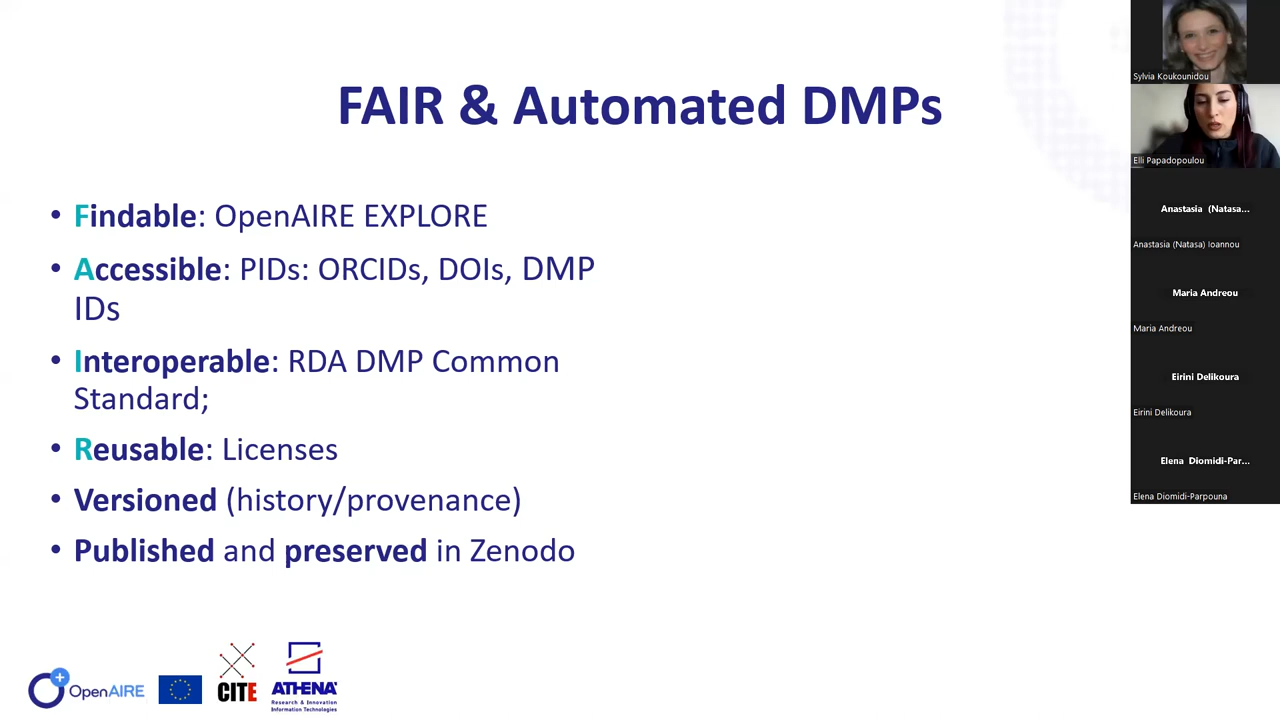 FAIR & Automated DMPs
• Findable: OpenAIRE EXPLORE
• Accessible: PIDs: ORCIDs, DOIs, DMP
IDs
• Interoperable: RDA DMP Common
Standard;
• Reusable: Licenses
• Versioned (history/provenance)
• Published and preserved in Zenodo
OpenAIRE
CITE
ATHENA
Research & Innovation
Information Technologies
Sylvia Koukounidou
Elli Papadopoulou
Anastasia (Natasa...
Anastasia (Natasa) Ioannou
Maria Andreou
Maria Andreou
Eirini Delikoura
Eirini Delikoura
Elena Diomidi-Par...
Elena Diomidi-Parpouna